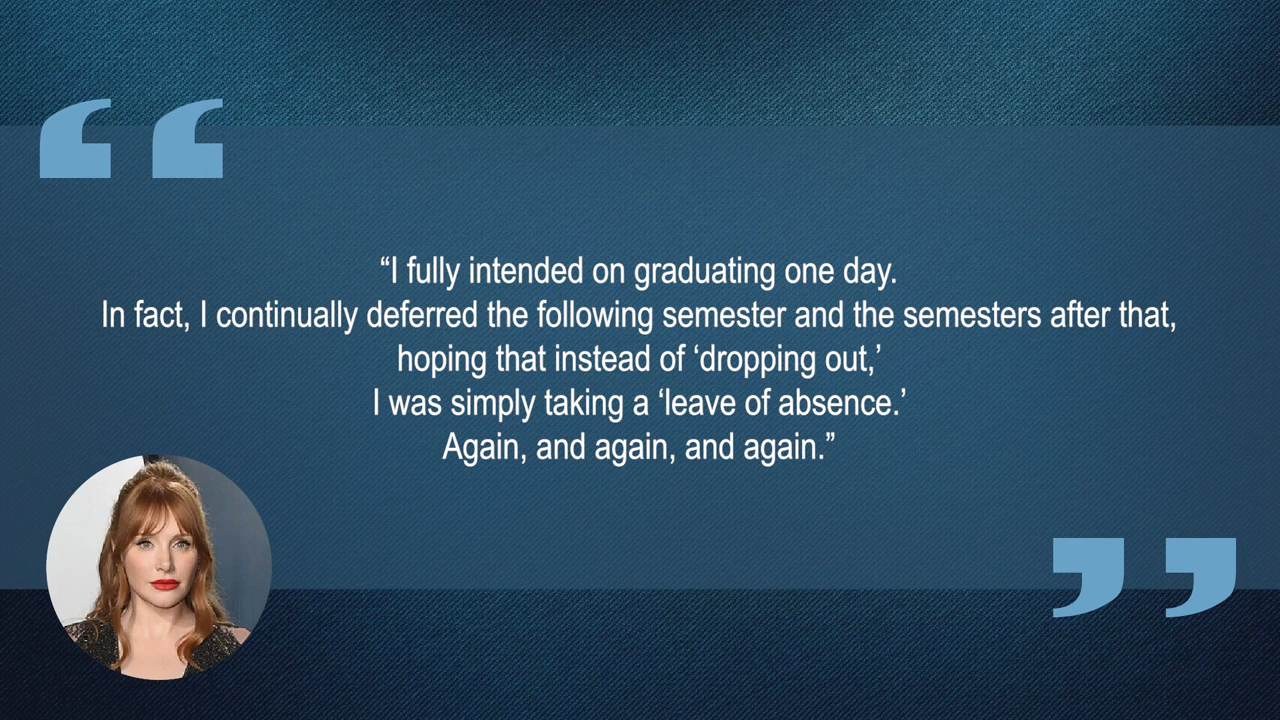 “I fully intended on graduating one day.
In fact, I continually deferred the following semester and the semesters after that,
hoping that instead of ‘dropping out,’
I was simply taking a ‘leave of absence.’
Again, and again, and again.”